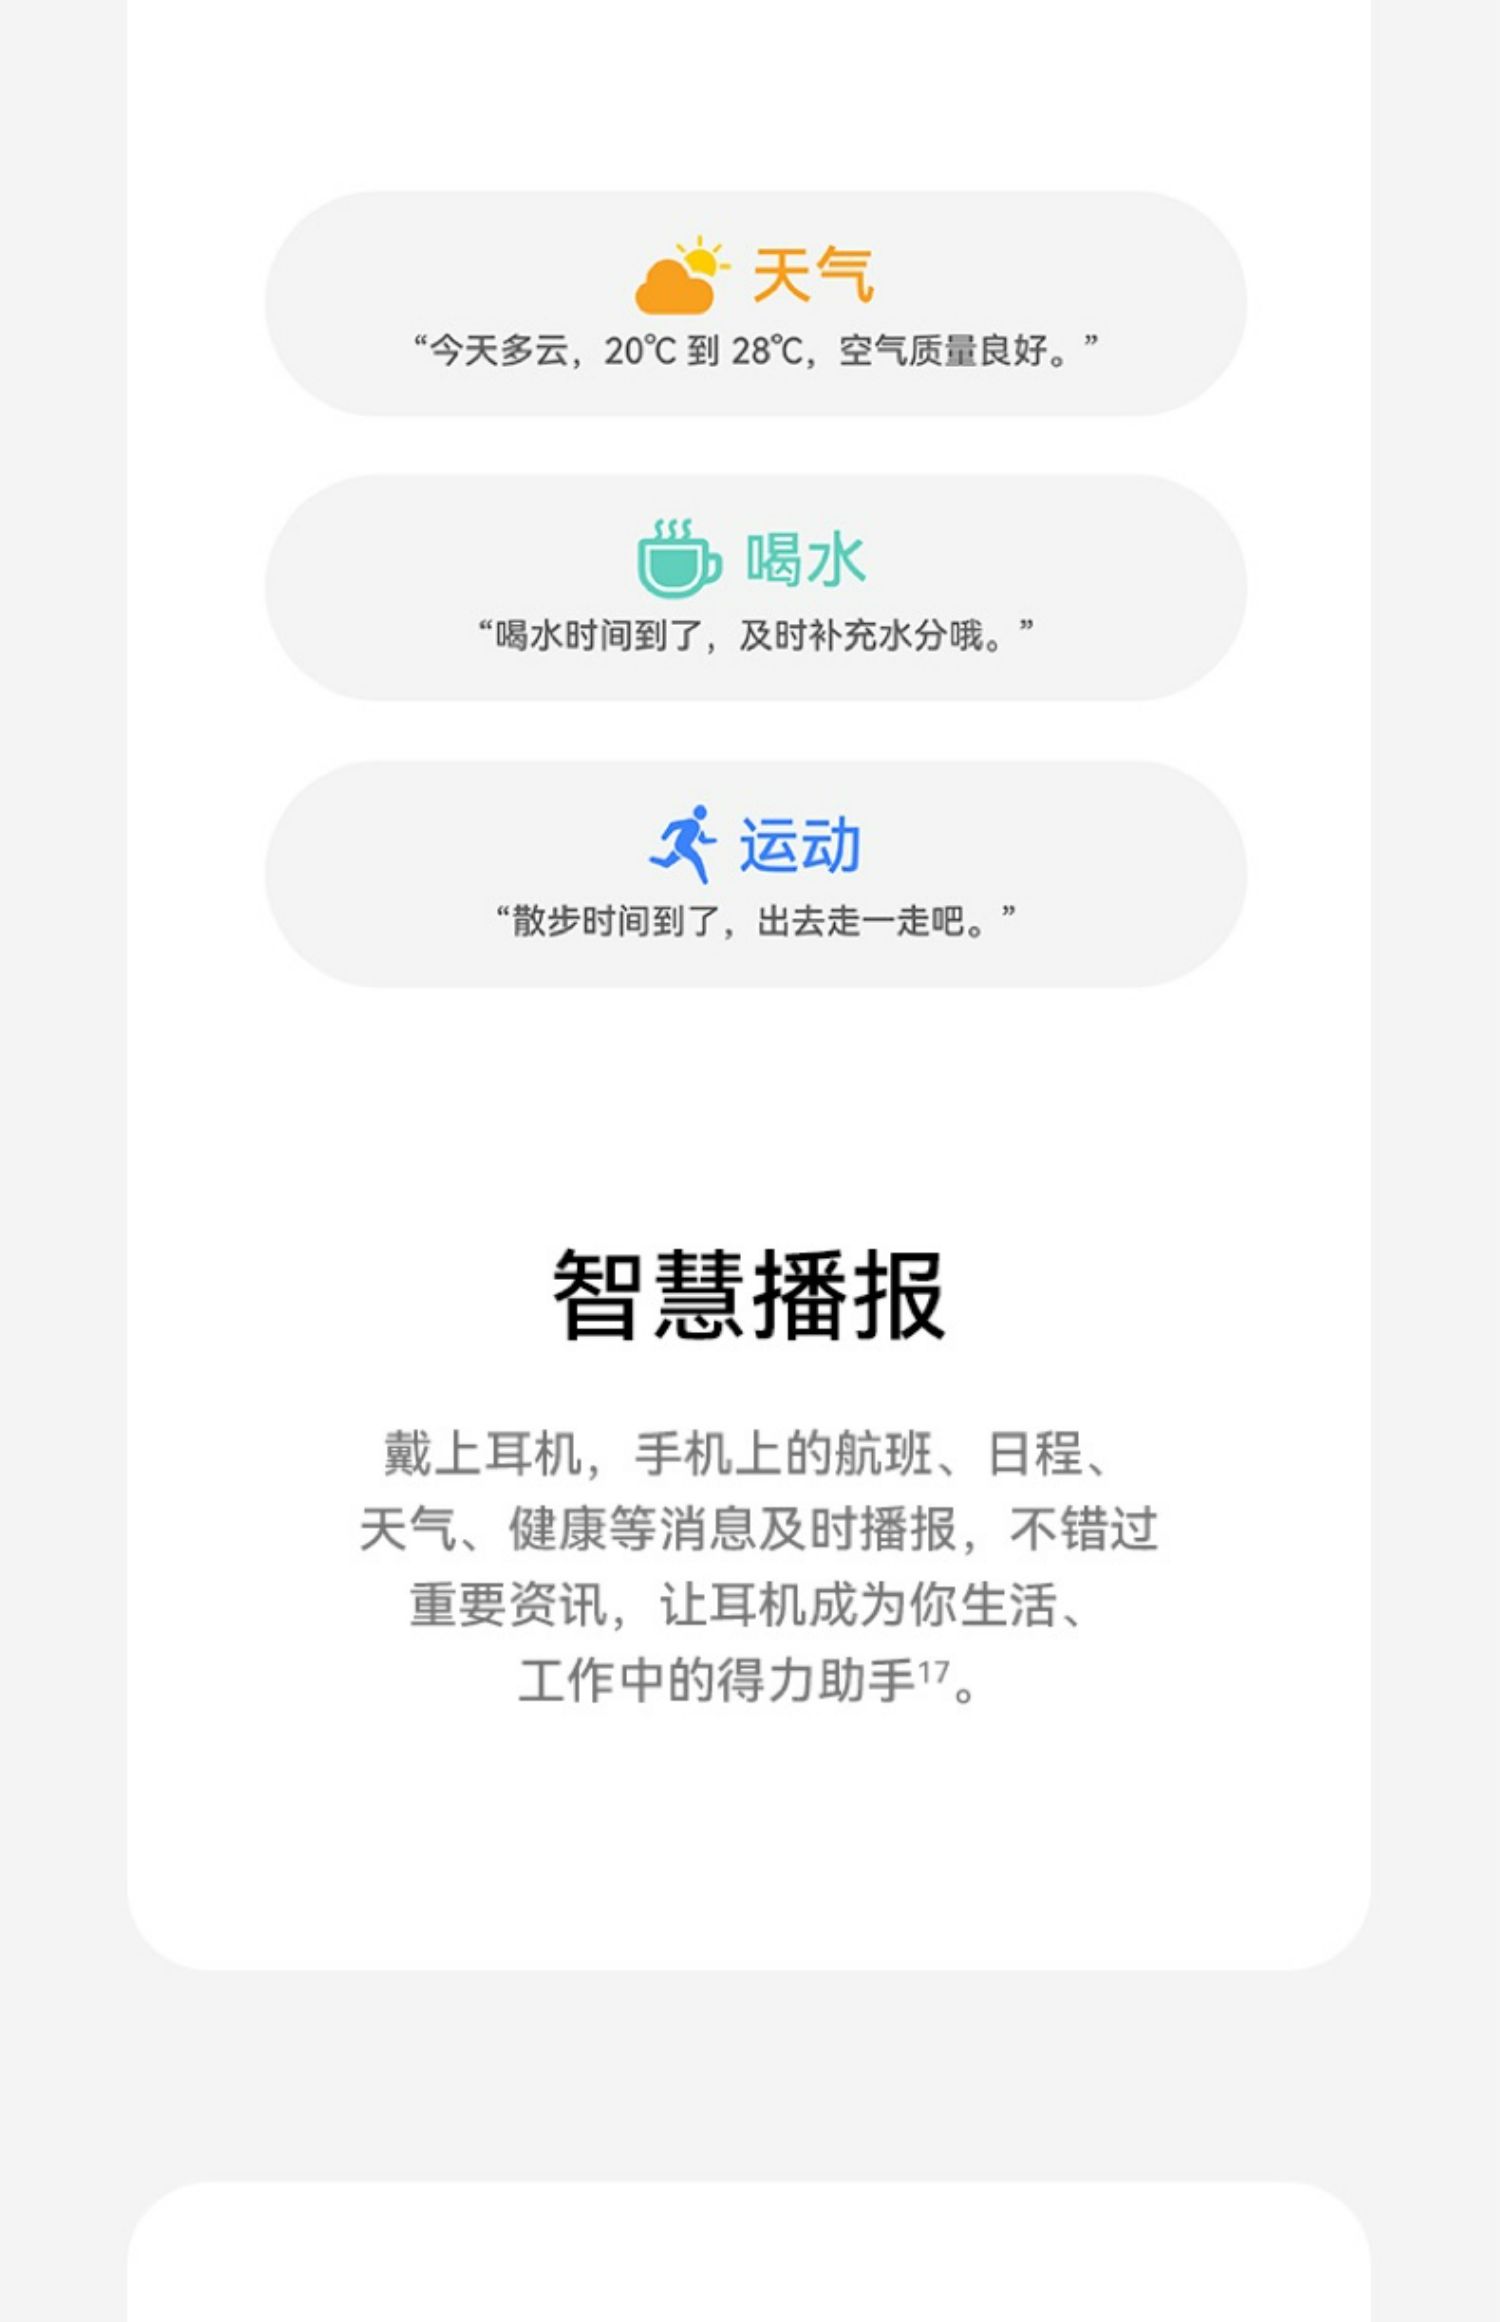 天气
“今天多云，20℃ 到 28℃，空气质量良好。”
喝水
“喝水时间到了，及时补充水分哦。”
运动
“散步时间到了，出去走一走吧。”
智慧播报
戴上耳机，手机上的航班、日程、
天气、健康等消息及时播报，不错过
重要资讯，让耳机成为你生活、
工作中的得力助手¹⁷。